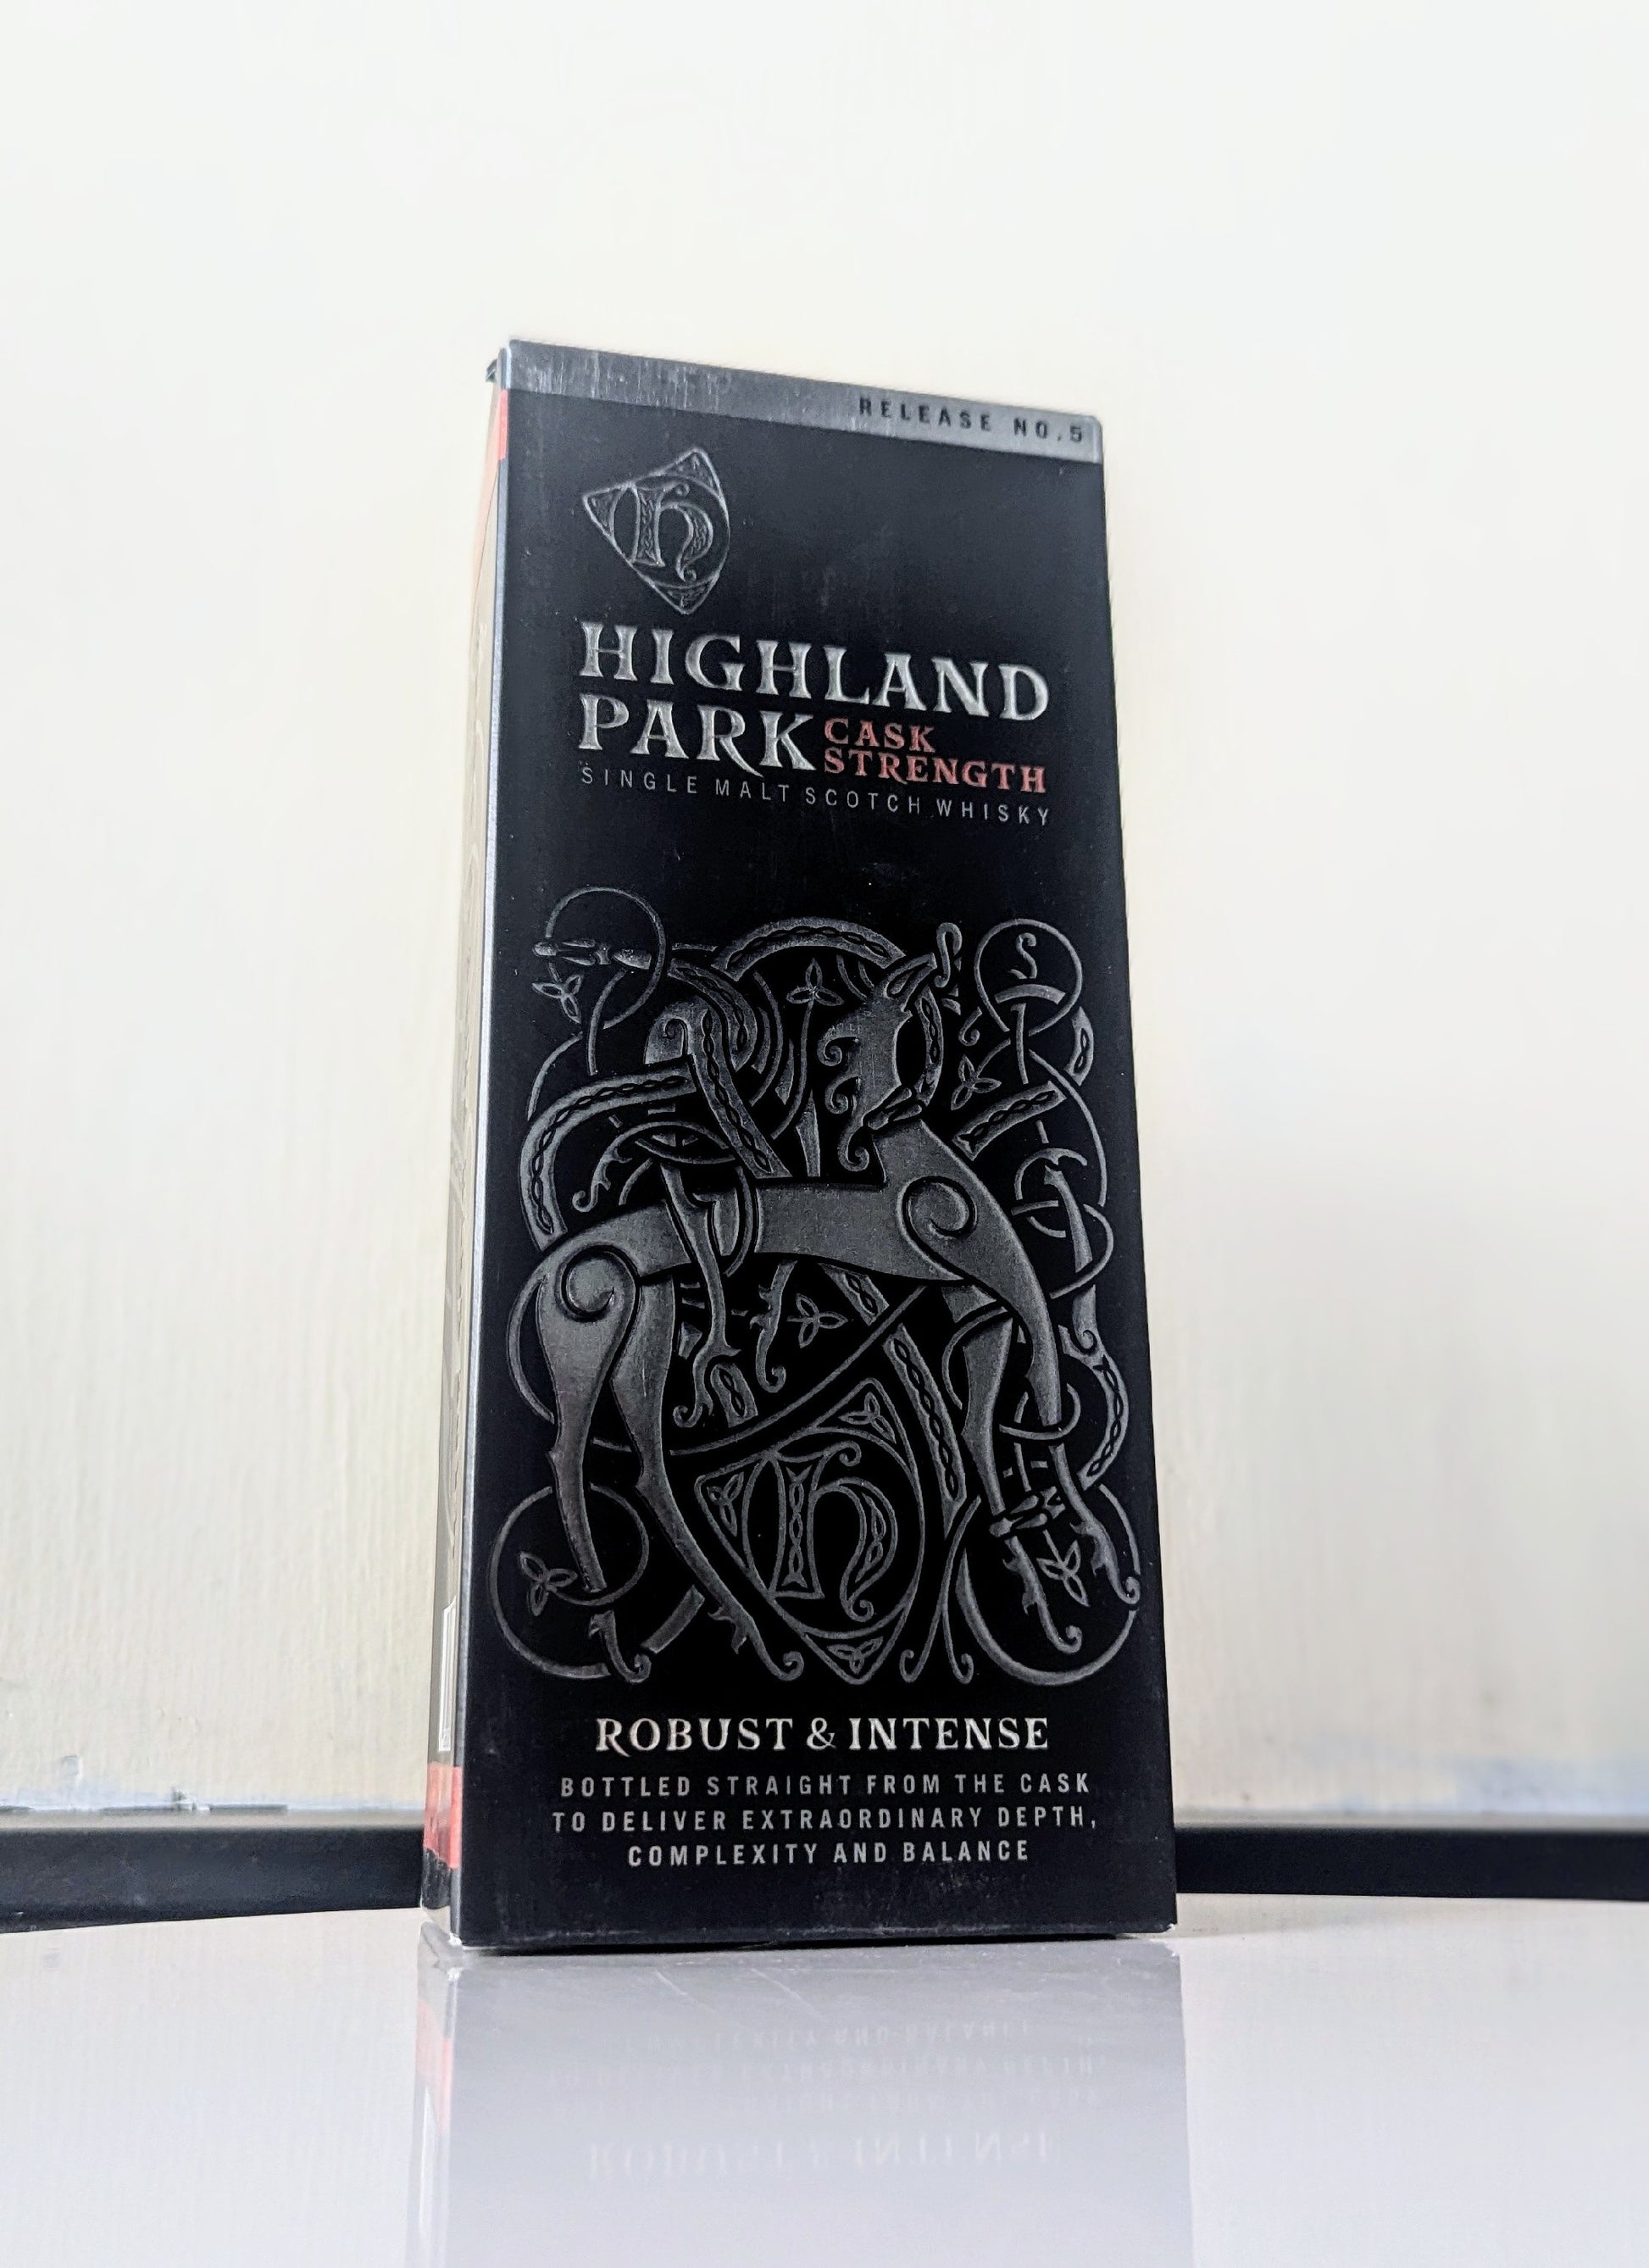 RELEASE NO.5
H
HIGHLAND
PARK CASK
STRENGTH
SINGLE MALT SCOTCH WHISKY
H
ROBUST & INTENSE
BOTTLED STRAIGHT FROM THE CASK
TO DELIVER EXTRAORDINARY DEPTH,
COMPLEXITY AND BALANCE